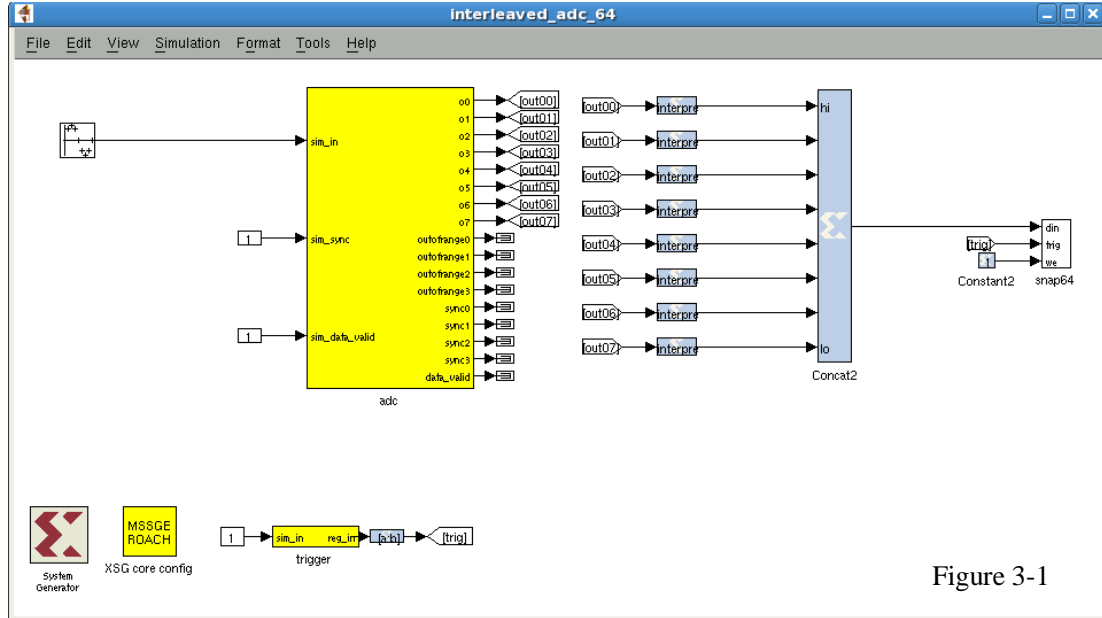 interleaved_adc_64
File Edit View Simulation Format Tools Help
sim_in
1
sim_sync
1
sim_data_valid
o0
o1
o2
o3
o4
o5
o6
o7
outofrange0
outofrange1
outofrange2
outofrange3
sync0
sync1
sync2
sync3
data_valid
adc
[out00]
[out01]
[out02]
[out03]
[out04]
[out05]
[out06]
[out07]
[out00] interpre
[out01] interpre
[out02] interpre
[out03] interpre
[out04] interpre
[out05] interpre
[out06] interpre
[out07] interpre
hi
lo
Concat2
[trig]
1
Constant2
din
trig
we
snap64
System
Generator
MSSGE
ROACH
XSG core config
1
sim_in reg_in
trigger
[a:b]
[trig]
Figure 3-1